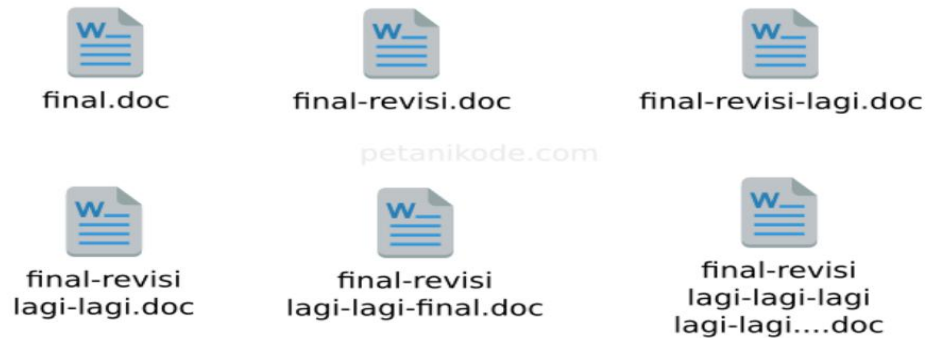 final.doc
final-revisi.doc
final-revisi-lagi.doc
petanikode.com
final-revisi
lagi-lagi.doc
final-revisi
lagi-lagi-final.doc
final-revisi
lagi-lagi-lagi
lagi-lagi....doc